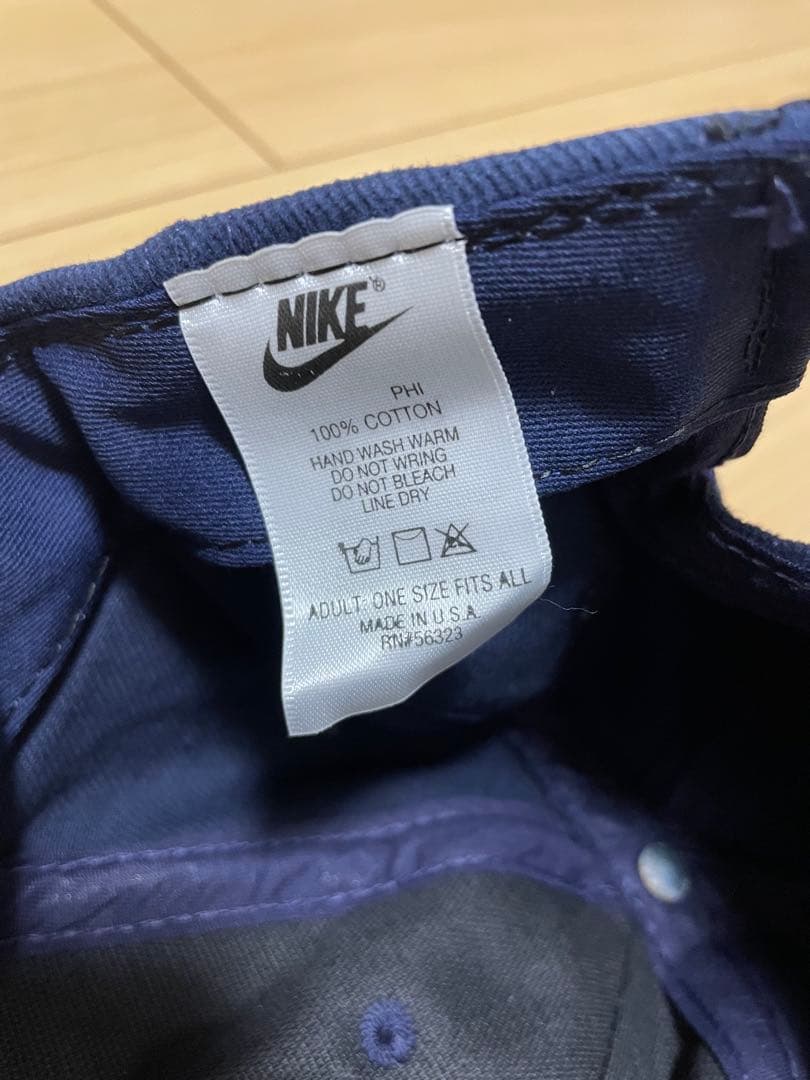 NIKE®
PHI
100% COTTON
HAND WASH WARM
DO NOT WRING
DO NOT BLEACH
LINE DRY
ADULT: ONE SIZE FITS ALL
MADE IN U.S.A.
RN#56323